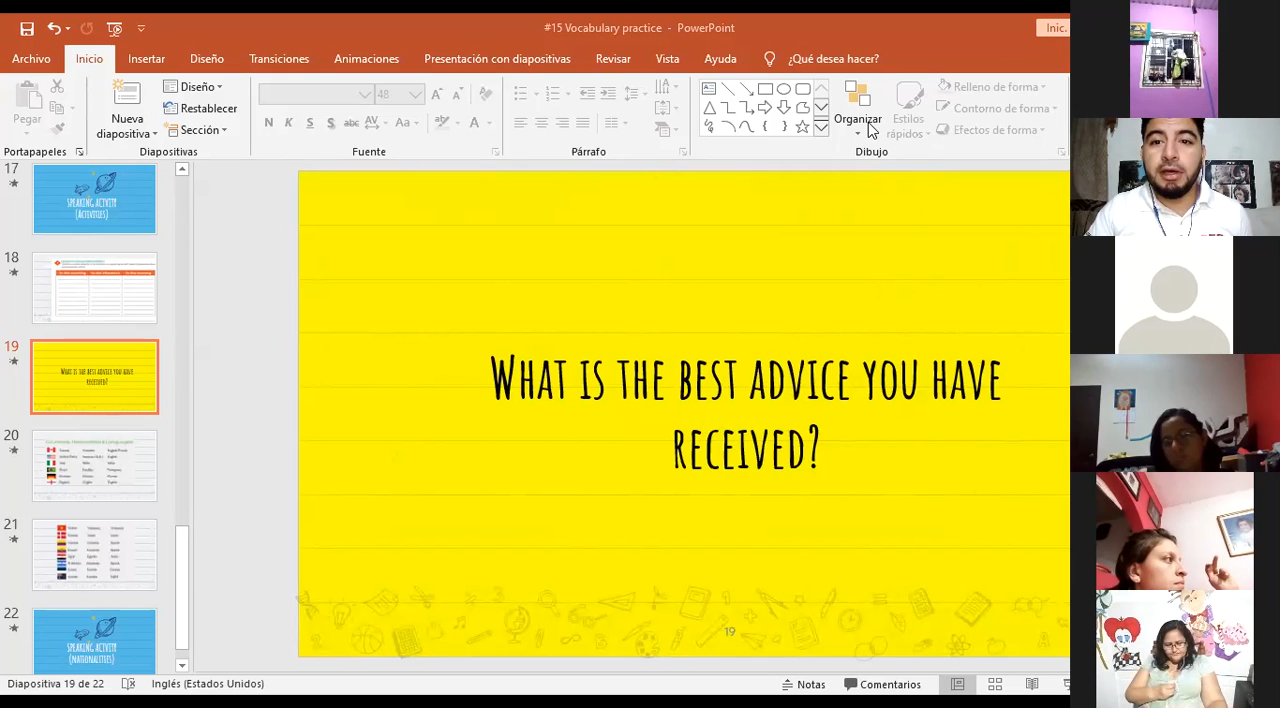 #15 Vocabulary practice - PowerPoint
Inic.
Archivo Inicio Insertar Diseño Transiciones Animaciones Presentación con diapositivas Revisar Vista Ayuda ¿Qué desea hacer?
Pegar
Nueva diapositiva
Diseño
Restablecer
Sección
48
N K S S AV Aa A
Organizar
Estilos rápidos
Relleno de forma
Contorno de forma
Efectos de forma
Portapapeles Diapositivas Fuente Párrafo Dibujo
17
SPEAKING ACTIVITY
(ACTIVITIES)
18
19
WHAT IS THE BEST ADVICE YOU HAVE
RECEIVED?
20
21
22
SPEAKING ACTIVITY
(NATIONALITIES)
WHAT IS THE BEST ADVICE YOU HAVE
RECEIVED?
19
Diapositiva 19 de 22 Inglés (Estados Unidos) Notas Comentarios